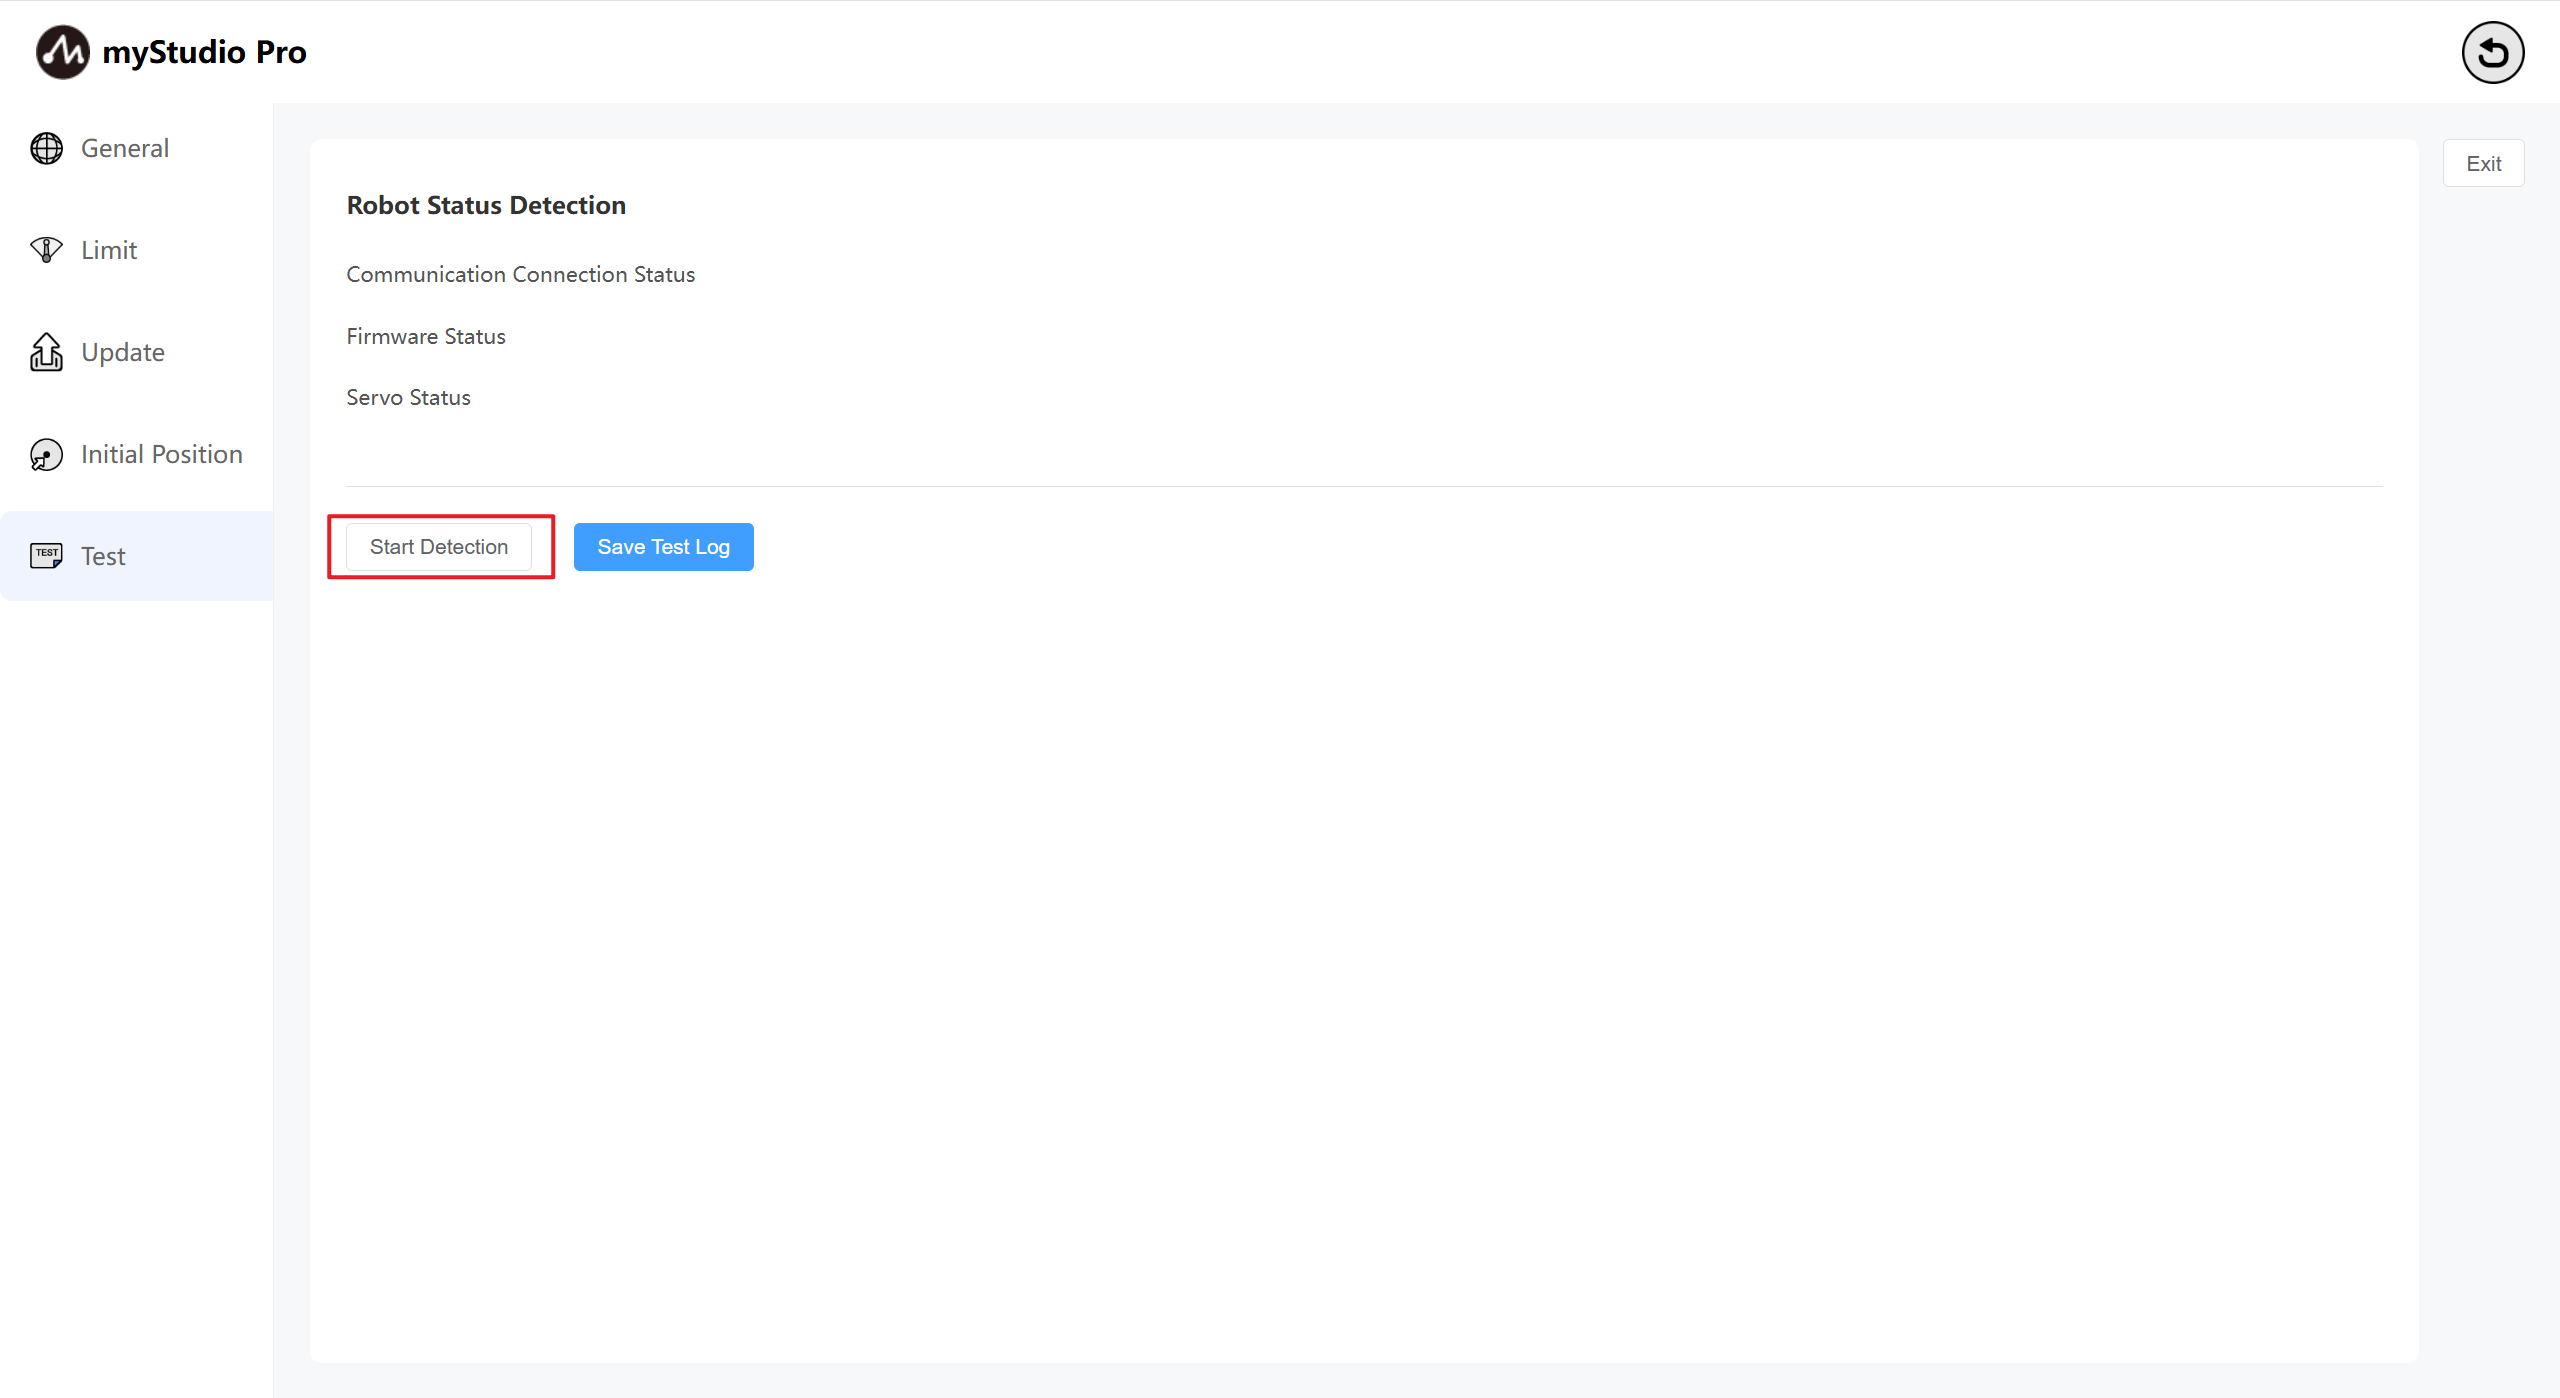 myStudio Pro
General
Limit
Update
Initial Position
TEST
Test
Exit
Robot Status Detection
Communication Connection Status
Firmware Status
Servo Status
Start Detection
Save Test Log